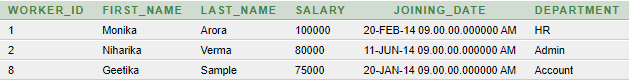 WORKER_ID FIRST_NAME LAST_NAME SALARY JOINING_DATE DEPARTMENT
1 Monika Arora 100000 20-FEB-14 09.00.00.000000 AM HR
2 Niharika Verma 80000 11-JUN-14 09.00.00.000000 AM Admin
8 Geetika Sample 75000 20-JAN-14 09.00.00.000000 AM Account